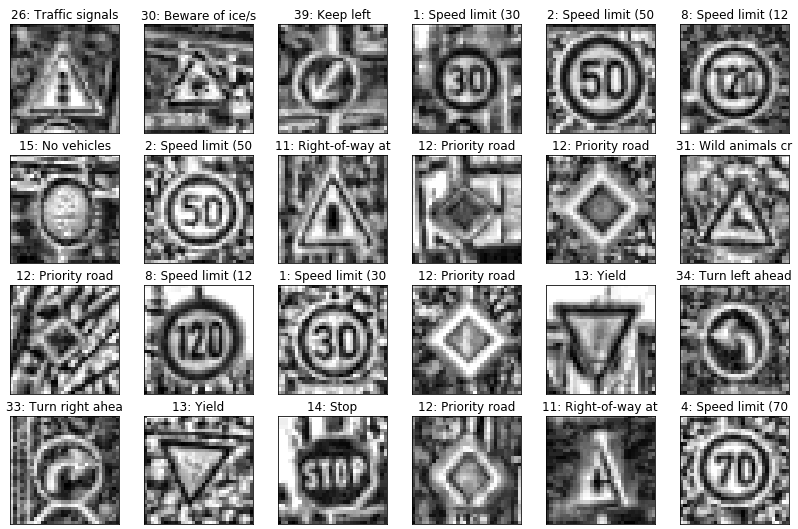 26: Traffic signals
30: Beware of ice/s
39: Keep left
1: Speed limit (30
2: Speed limit (50
8: Speed limit (12
30
50
120
15: No vehicles
2: Speed limit (50
11: Right-of-way at
12: Priority road
12: Priority road
31: Wild animals cr
50
12: Priority road
8: Speed limit (12
1: Speed limit (30
12: Priority road
13: Yield
34: Turn left ahead
120
30
33: Turn right ahea
13: Yield
14: Stop
12: Priority road
11: Right-of-way at
4: Speed limit (70
STOP
70